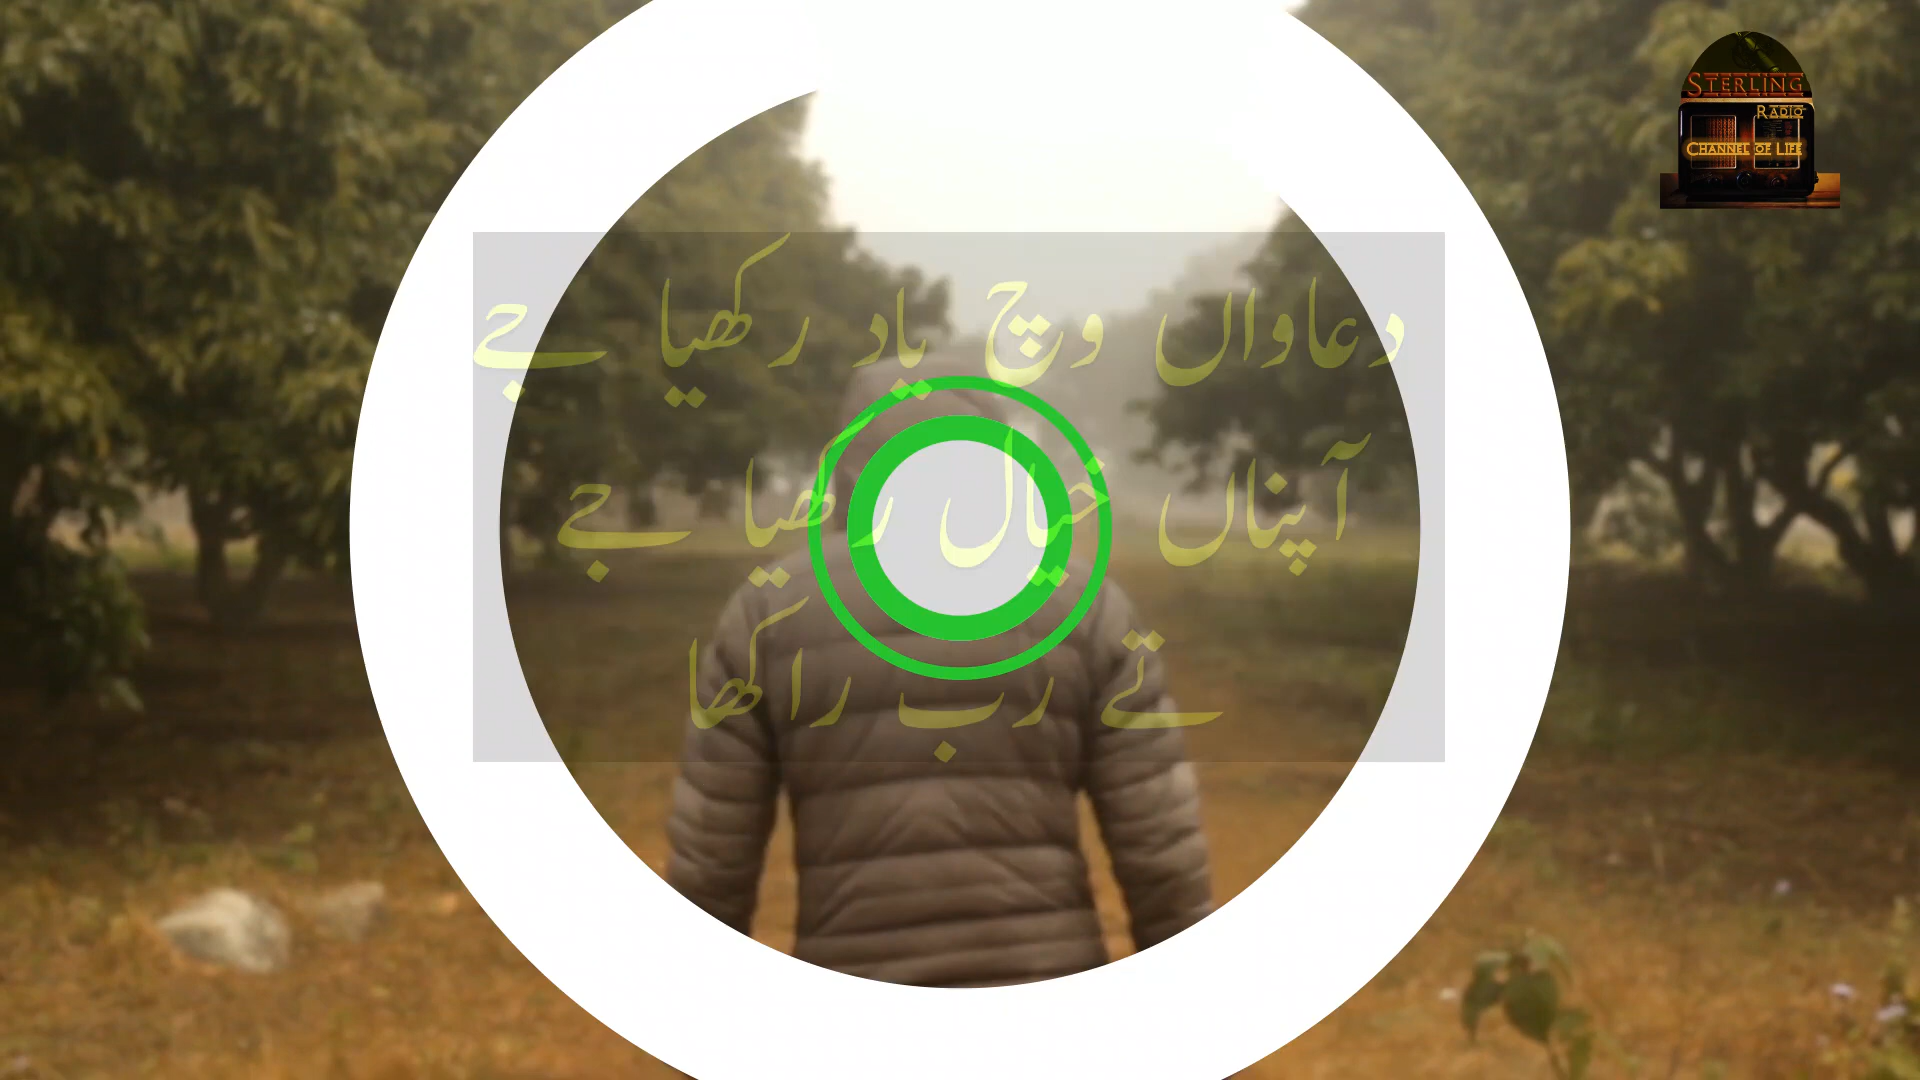 دعاواں وچ یاد رکھیا جے
آپناں خیال رکھیا جے
تے رب راکھا
STERLING
RADIO
CHANNEL OF LIFE